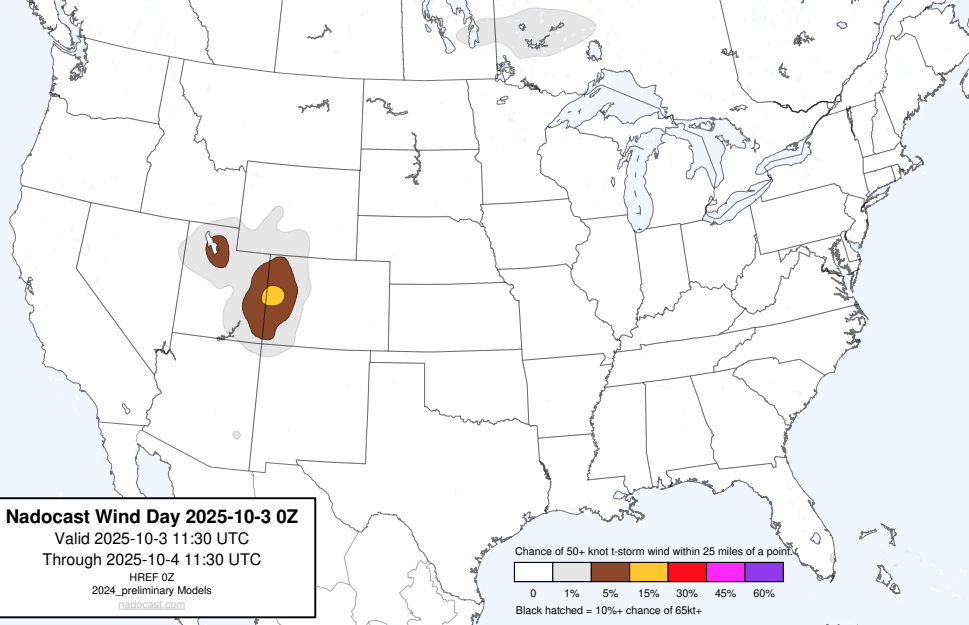 Nadocast Wind Day 2025-10-3 0Z
Valid 2025-10-3 11:30 UTC
Through 2025-10-4 11:30 UTC
HREF 0Z
2024_preliminary Models
nadocast.com
Chance of 50+ knot t-storm wind within 25 miles of a point.
0 1% 5% 15% 30% 45% 60%
Black hatched = 10%+ chance of 65kt+